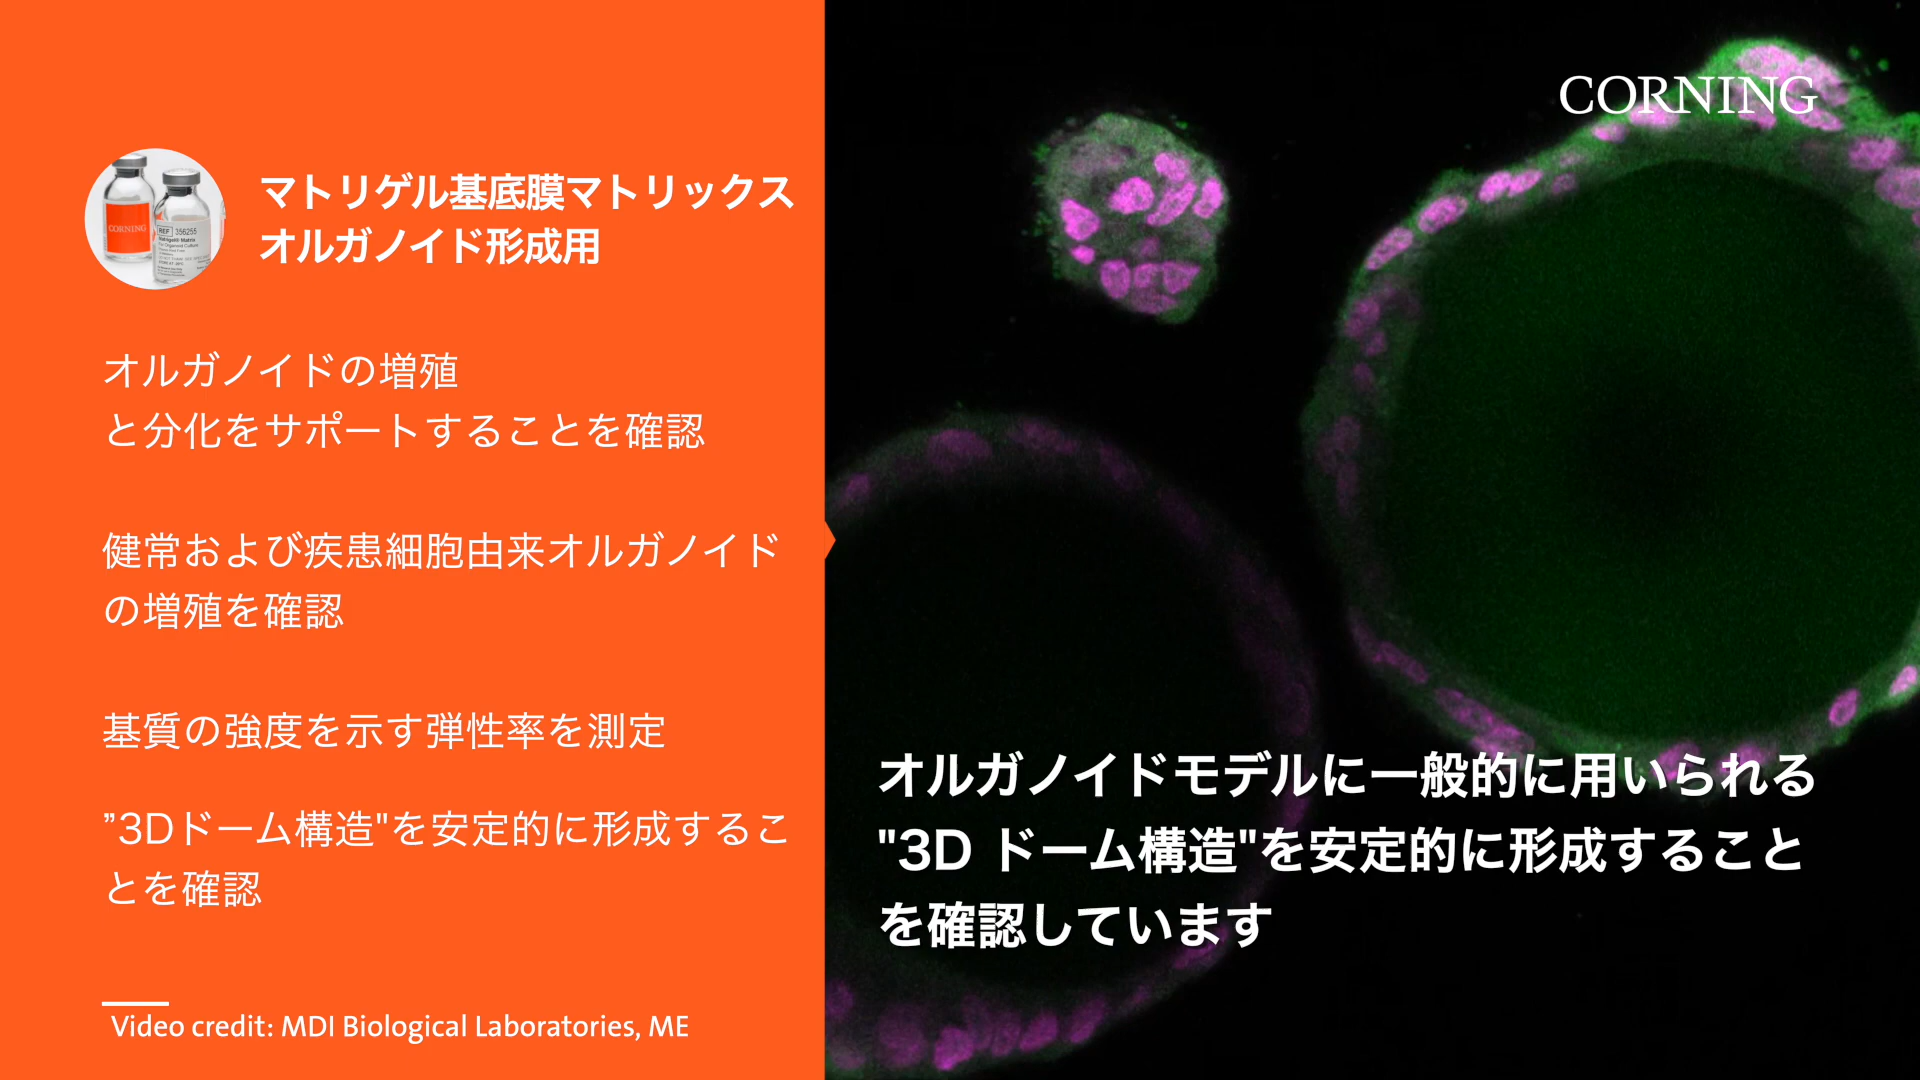 CORNING
CORNING
REF 356255
Matrigel® Matrix
For Organoid Culture
マトリゲル基底膜マトリックス
オルガノイド形成用
オルガノイドの増殖
と分化をサポートすることを確認
健常および疾患細胞由来オルガノイド
の増殖を確認
基質の強度を示す弾性率を測定
”3Dドーム構造"を安定的に形成するこ
とを確認
Video credit: MDI Biological Laboratories, ME
オルガノイドモデルに一般的に用いられる
"3D ドーム構造"を安定的に形成すること
を確認しています